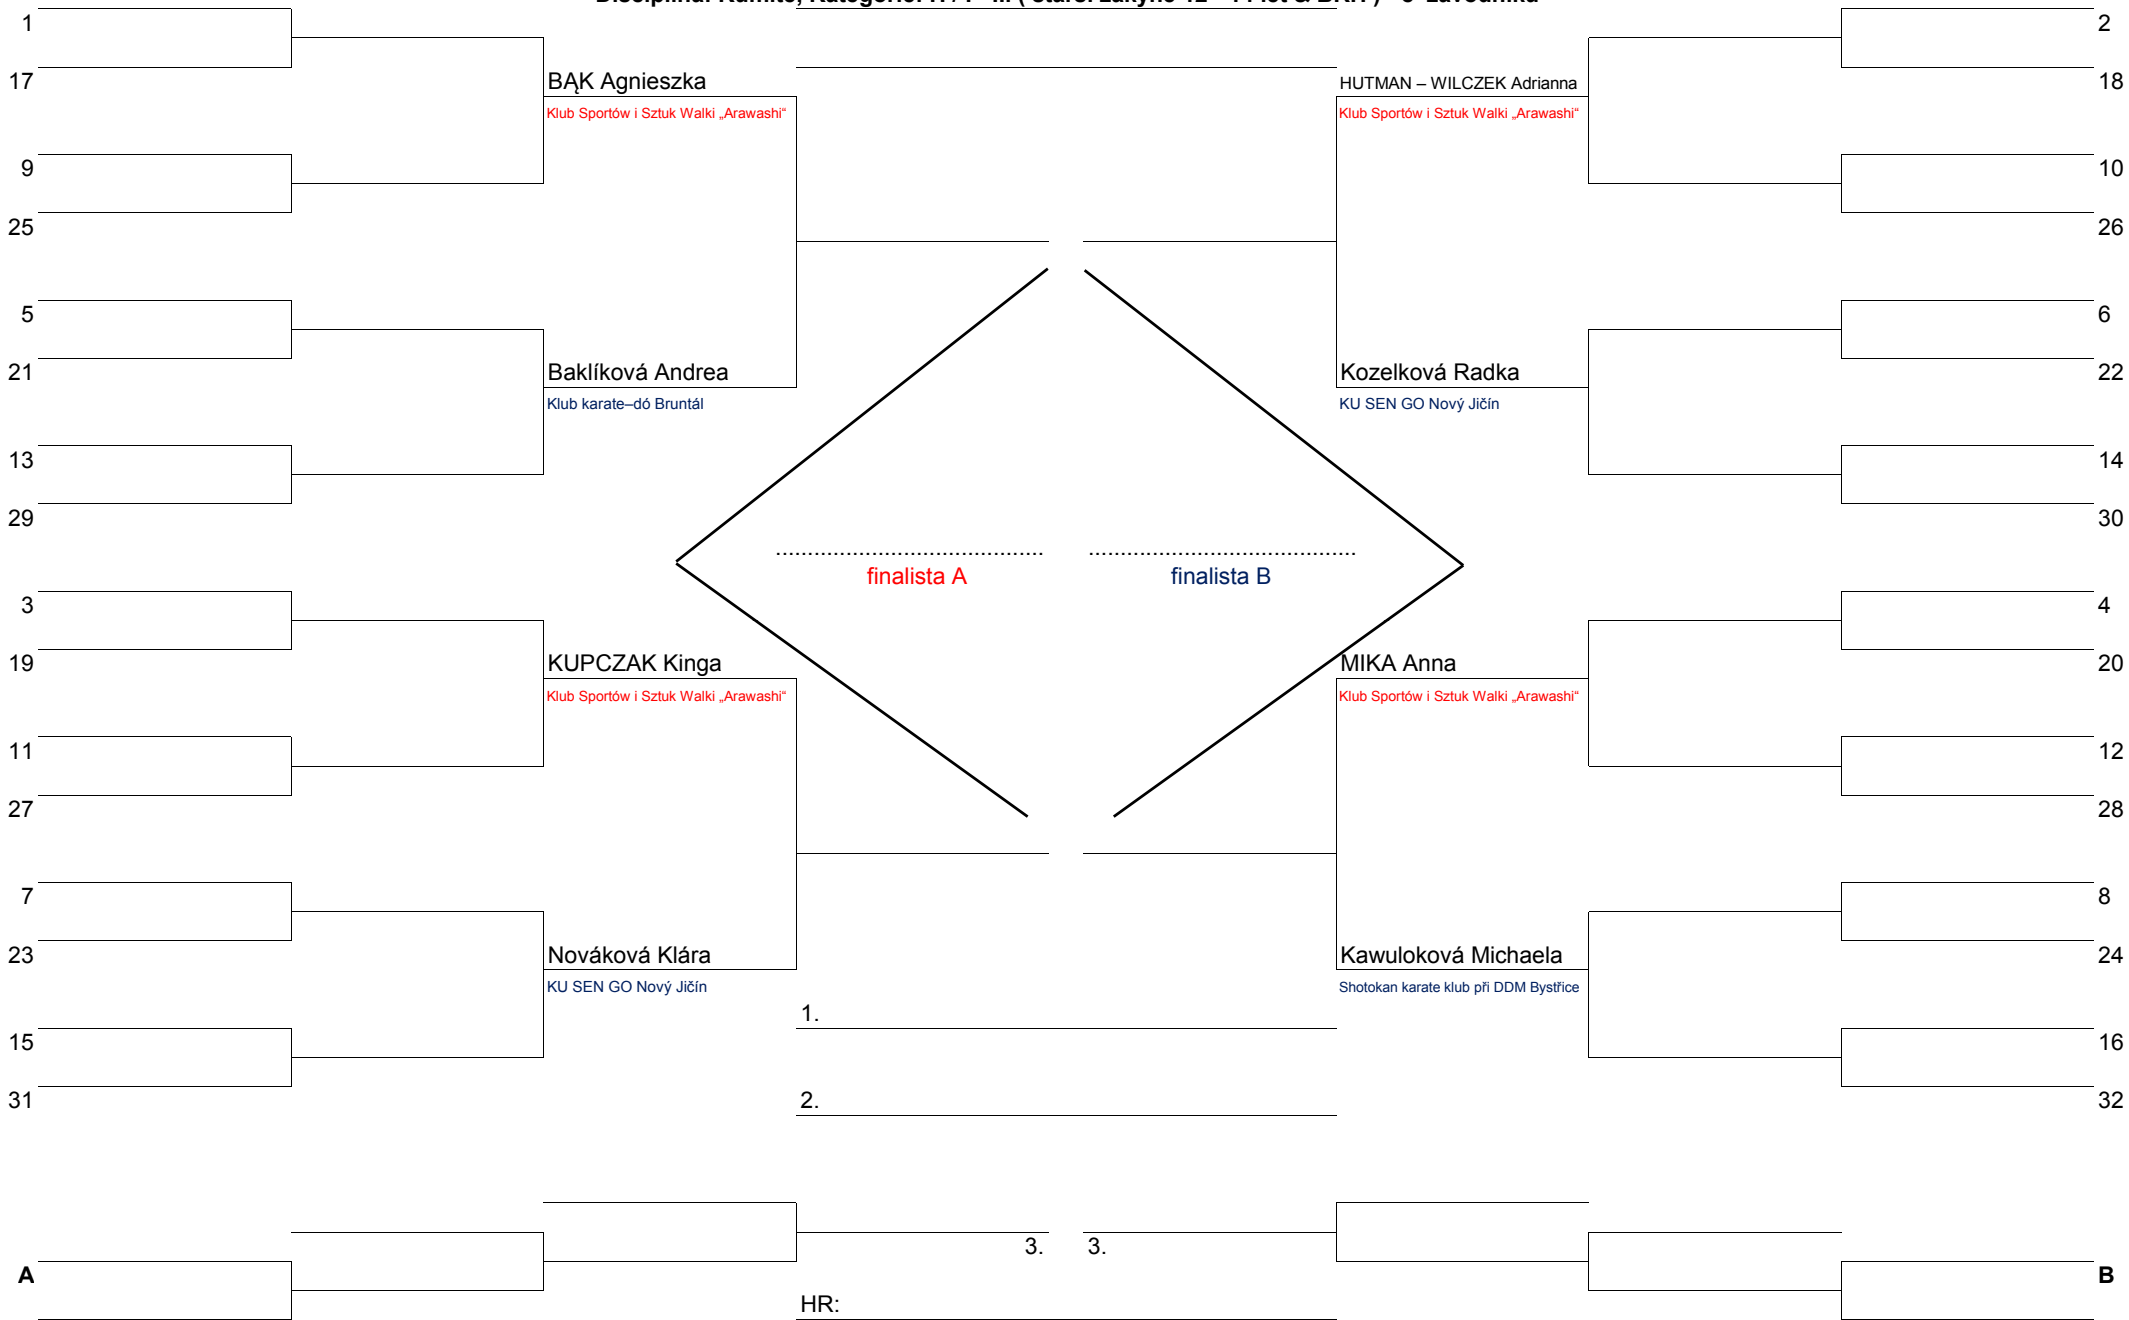 1
2
17
BĄK Agnieszka
HUTMAN – WILCZEK Adrianna
18
Klub Sportów i Sztuk Walki „Arawashi“
Klub Sportów i Sztuk Walki „Arawashi“
9
10
25
26
5
6
21
Baklíková Andrea
Kozelková Radka
22
Klub karate–dó Bruntál
KU SEN GO Nový Jičín
13
14
29
30
.......................................... ..........................................
finalista A
finalista B
3
4
19
KUPCZAK Kinga
MIKA Anna
20
Klub Sportów i Sztuk Walki „Arawashi“
Klub Sportów i Sztuk Walki „Arawashi“
11
12
27
28
7
8
23
Nováková Klára
Kawuloková Michaela
24
KU SEN GO Nový Jičín
Shotokan karate klub při DDM Bystřice
1.
15
16
31
2.
32
3.
3.
A
B
HR: